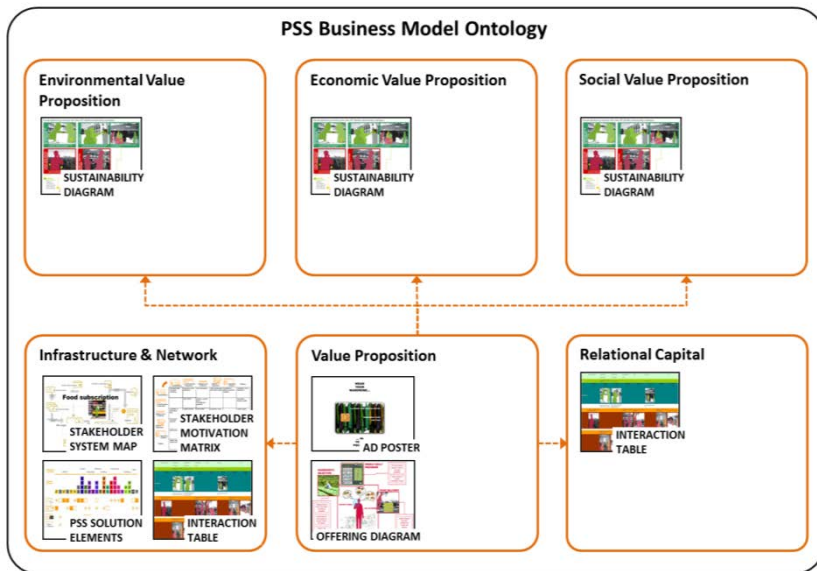 PSS Business Model Ontology
Environmental Value
Proposition
SUSTAINABILITY
DIAGRAM
Economic Value Proposition
SUSTAINABILITY
DIAGRAM
Social Value Proposition
SUSTAINABILITY
DIAGRAM
Infrastructure & Network
Food subscription
STAKEHOLDER
SYSTEM MAP
STAKEHOLDER
MOTIVATION
MATRIX
PSS SOLUTION
ELEMENTS
INTERACTION
TABLE
Value Proposition
AD POSTER
OFFERING DIAGRAM
Relational Capital
INTERACTION
TABLE